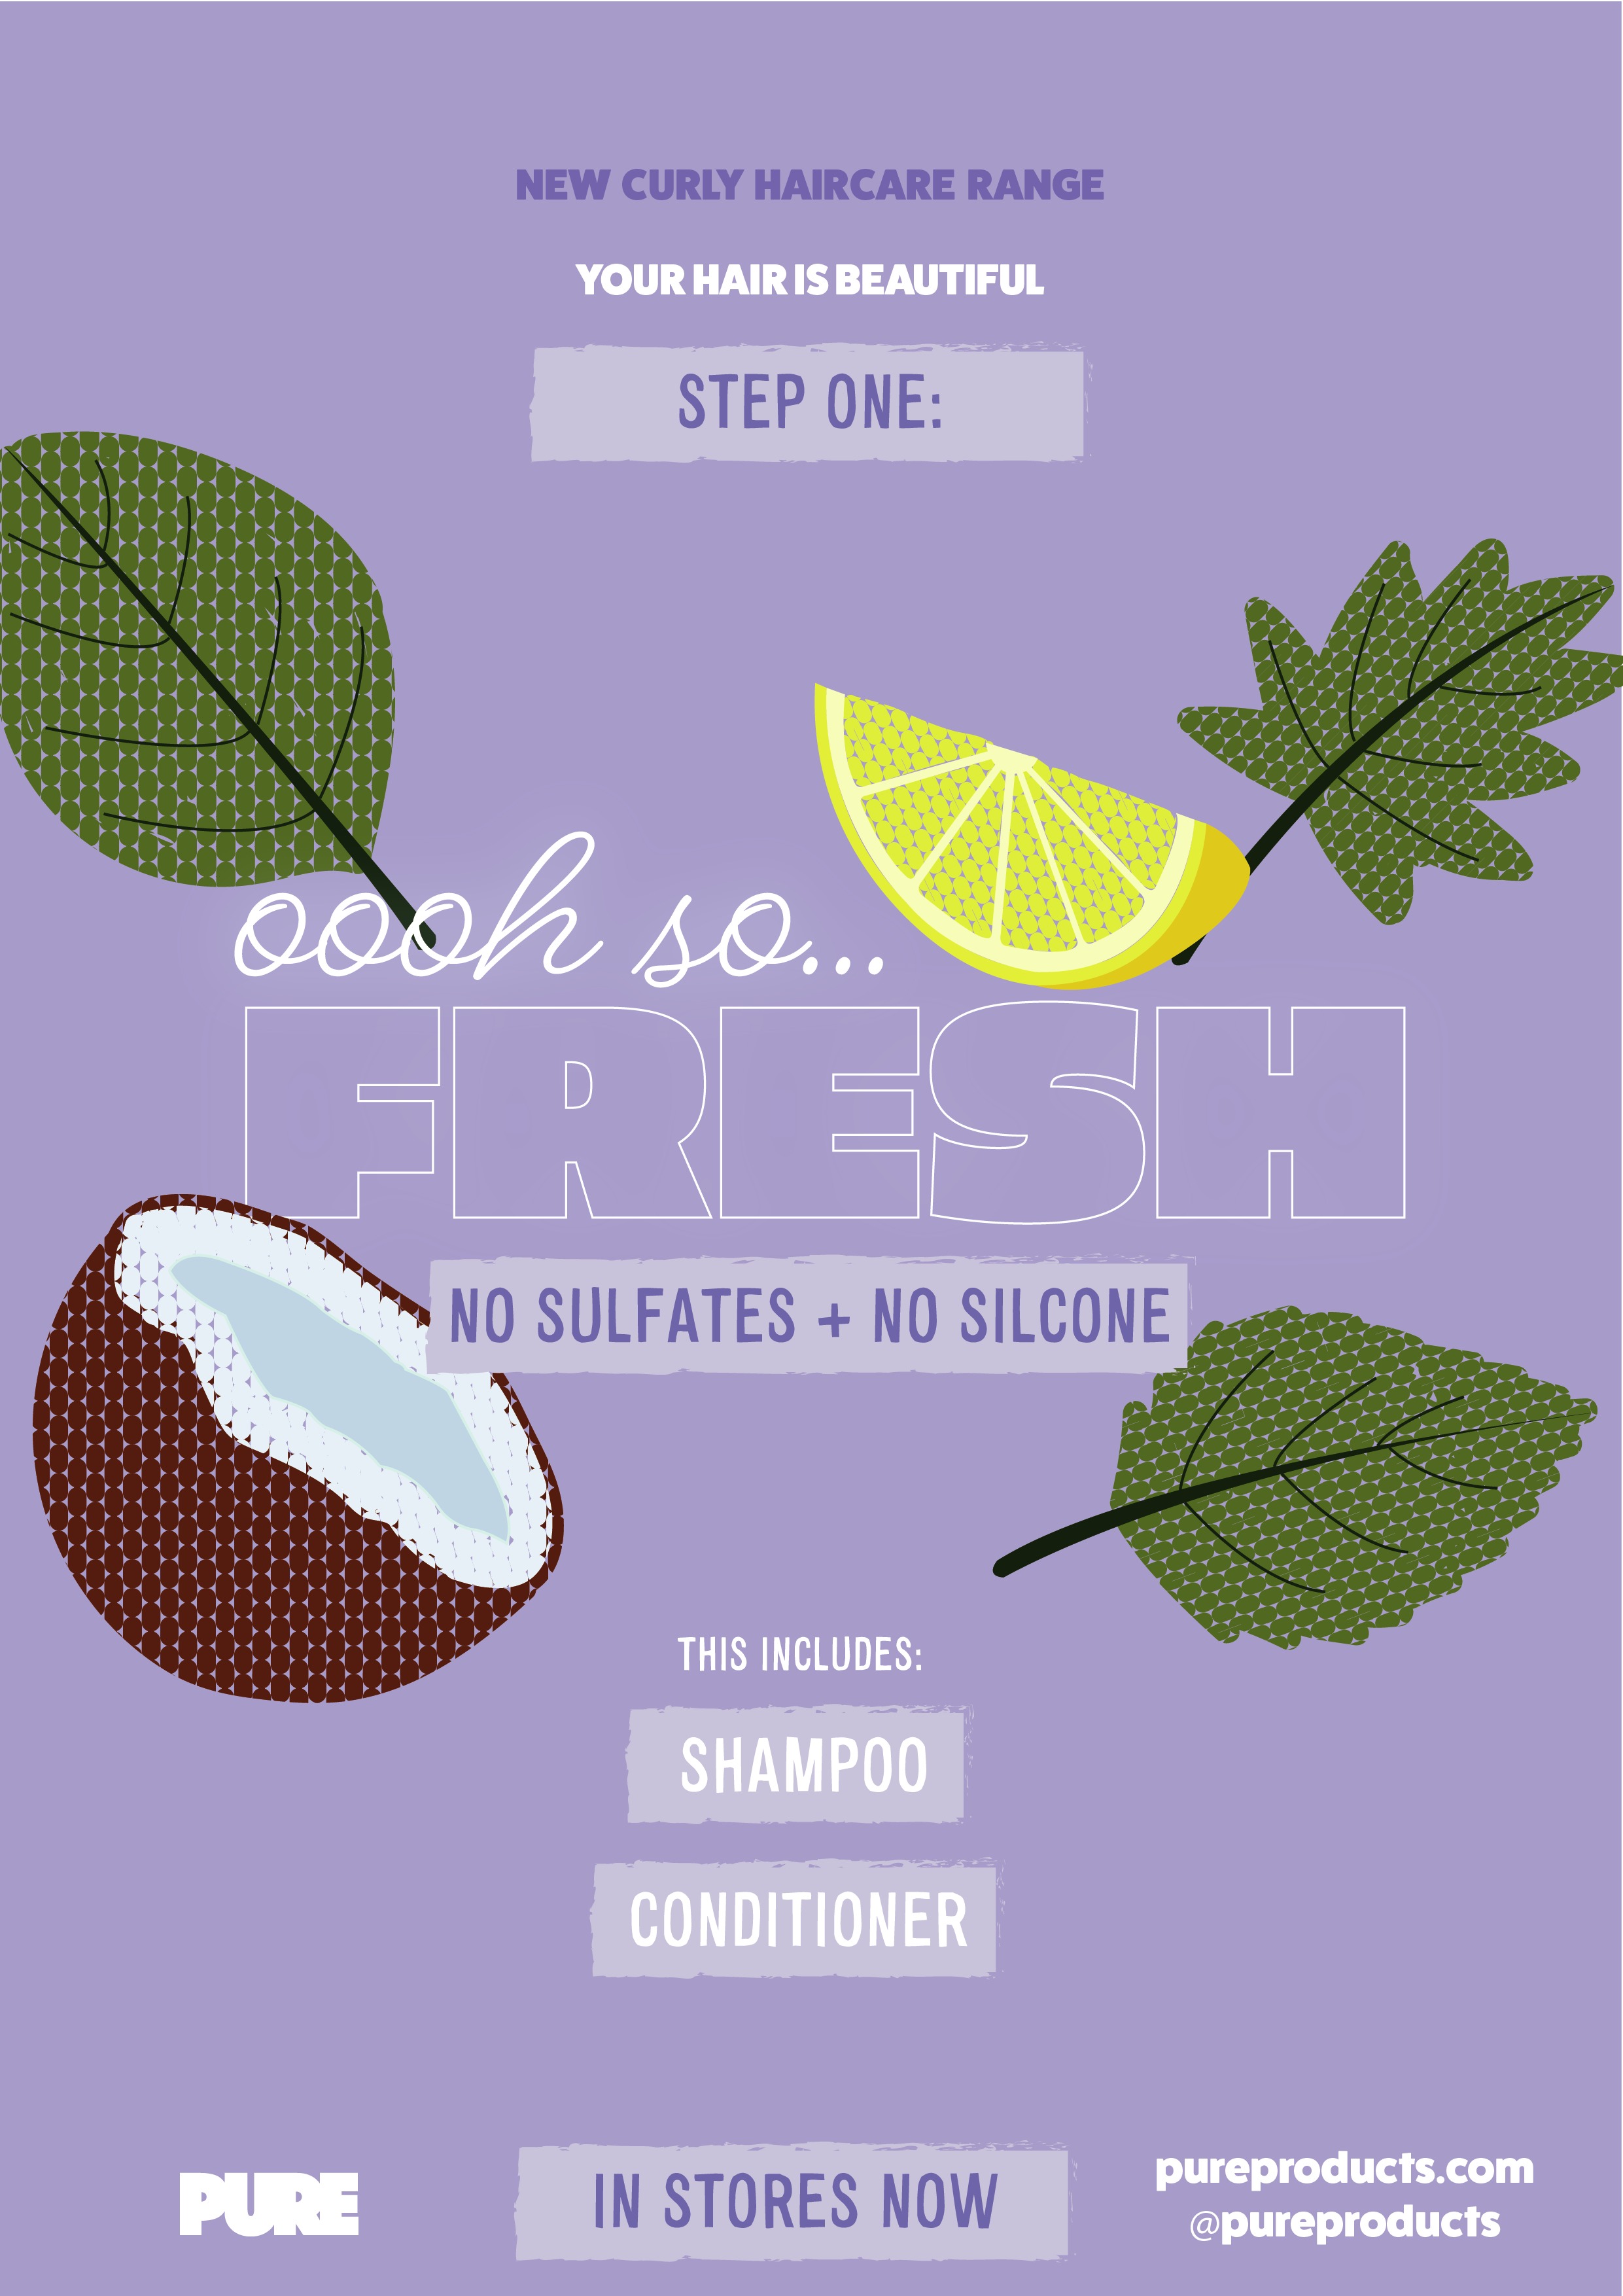 NEW CURLY HAIRCARE RANGE
YOUR HAIR IS BEAUTIFUL
STEP ONE:
oooh so...
FRESH
NO SULFATES + NO SILCONE
THIS INCLUDES:
SHAMPOO
CONDITIONER
PURE
IN STORES NOW
pureproducts.com
@pureproducts